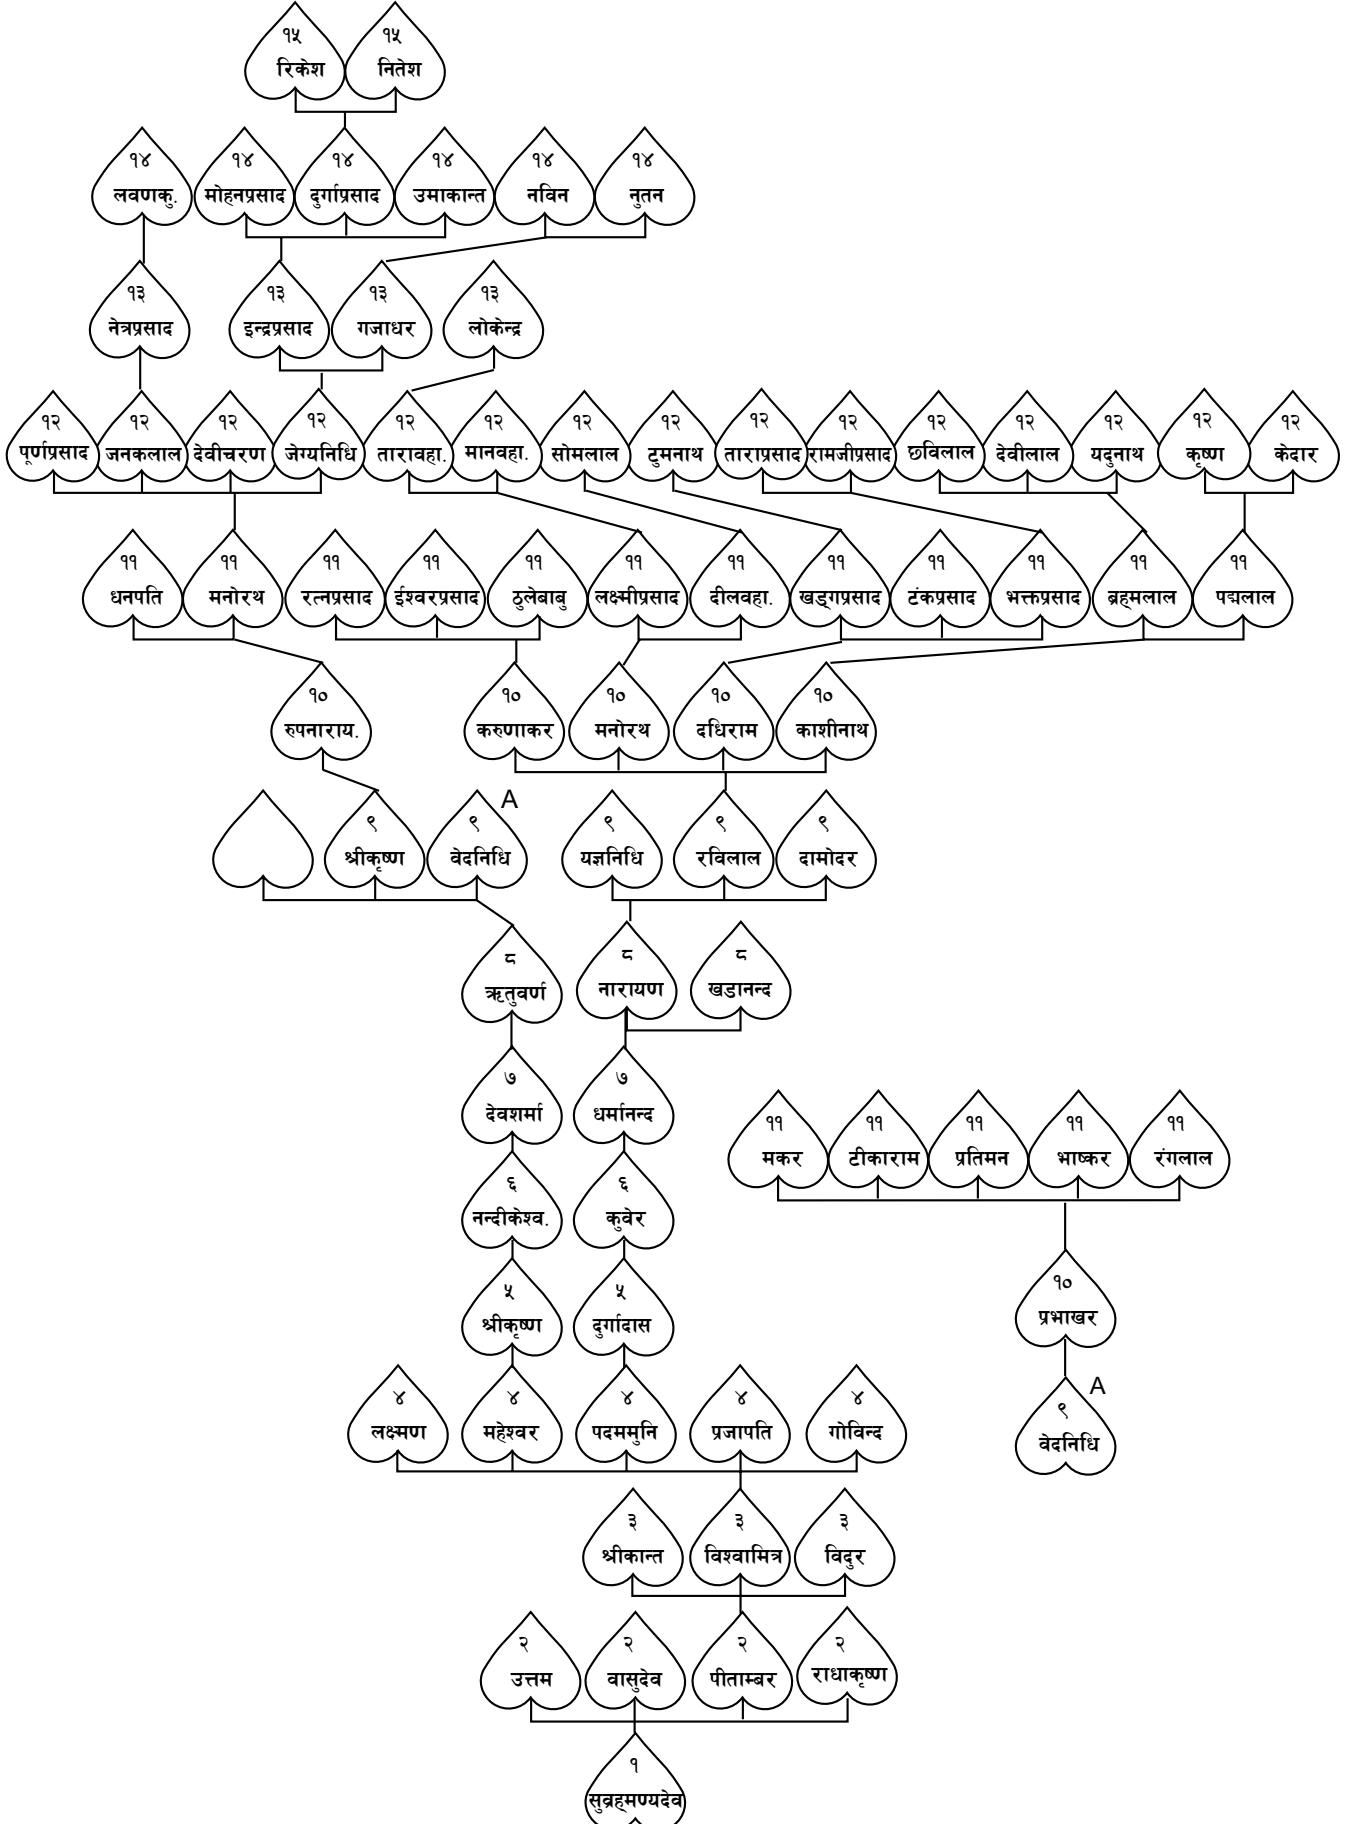 १५ १५
रिकेश नितेश
१४ १४ १४ १४ १४ १४
लवणकु. मोहनप्रसाद दुर्गाप्रसाद उमाकान्त नविन नुतन
१३ १३ १३ १३
नेत्रप्रसाद इन्द्रप्रसाद गजाधर लोकेन्द्र
१२ १२ १२ १२ १२ १२ १२ १२ १२ १२ १२ १२ १२ १२ १२
पूर्णप्रसाद जनकलाल देवीचरण जेग्यनिधि तारावहा. मानवहा. सोमलाल टुमनाथ ताराप्रसाद रामजीप्रसाद छविलाल देवीलाल यदुनाथ कृष्ण केदार
११ ११ ११ ११ ११ ११ ११ ११ ११ ११ ११ ११
धनपति मनोरथ रत्नप्रसाद ईश्वरप्रसाद ठुलेबाबु लक्ष्मीप्रसाद दीलवहा. खड्गप्रसाद टंकप्रसाद भक्तप्रसाद ब्रह्मलाल पद्मलाल
१० १० १० १० १०
रुपनाराय. करुणाकर मनोरथ दधिराम काशीनाथ
A
९ ९ ९ ९ ९
श्रीकृष्ण वेदनिधि यज्ञनिधि रविलाल दामोदर
८ ८ ८
ऋतुवर्ण नारायण खडानन्द
७ ७
देवशर्मा धर्मानन्द
११ ११ ११ ११ ११
मकर टीकाराम प्रतिमन भाष्कर रंगलाल
६ ६
नन्दीकेश्व. कुवेर
१०
प्रभाखर
५ ५
श्रीकृष्ण दुर्गादास
A
४ ४ ४ ४ ४ ९
लक्ष्मण महेश्वर पदममुनि प्रजापति गोविन्द वेदनिधि
३ ३ ३
श्रीकान्त विश्वामित्र विदुर
२ २ २ २
उत्तम वासुदेव पीताम्बर राधाकृष्ण
१
सुव्रह्मण्यदेव